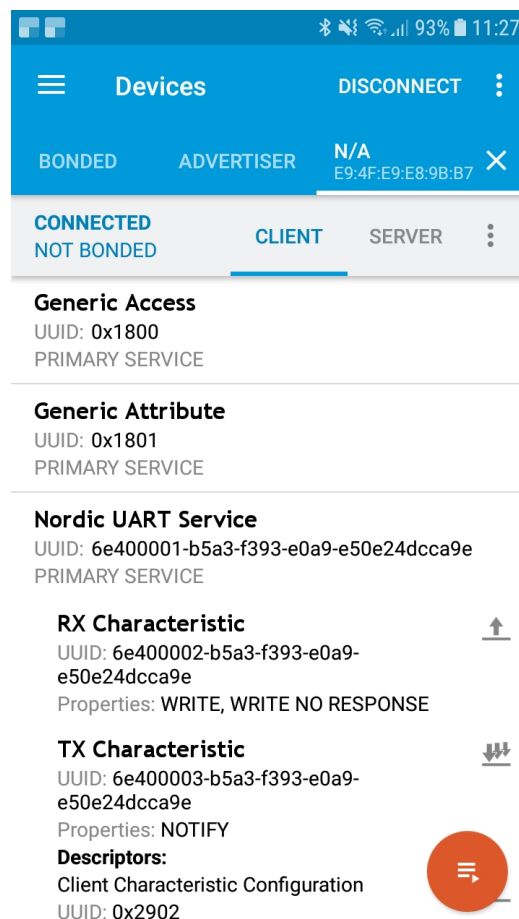 93% 11:27
Devices DISCONNECT
BONDED ADVERTISER N/A
E9:4F:E9:E8:9B:B7
CONNECTED
NOT BONDED
CLIENT SERVER
Generic Access
UUID: 0x1800
PRIMARY SERVICE
Generic Attribute
UUID: 0x1801
PRIMARY SERVICE
Nordic UART Service
UUID: 6e400001-b5a3-f393-e0a9-e50e24dcca9e
PRIMARY SERVICE
RX Characteristic
UUID: 6e400002-b5a3-f393-e0a9-
e50e24dcca9e
Properties: WRITE, WRITE NO RESPONSE
TX Characteristic
UUID: 6e400003-b5a3-f393-e0a9-
e50e24dcca9e
Properties: NOTIFY
Descriptors:
Client Characteristic Configuration
UUID: 0x2902